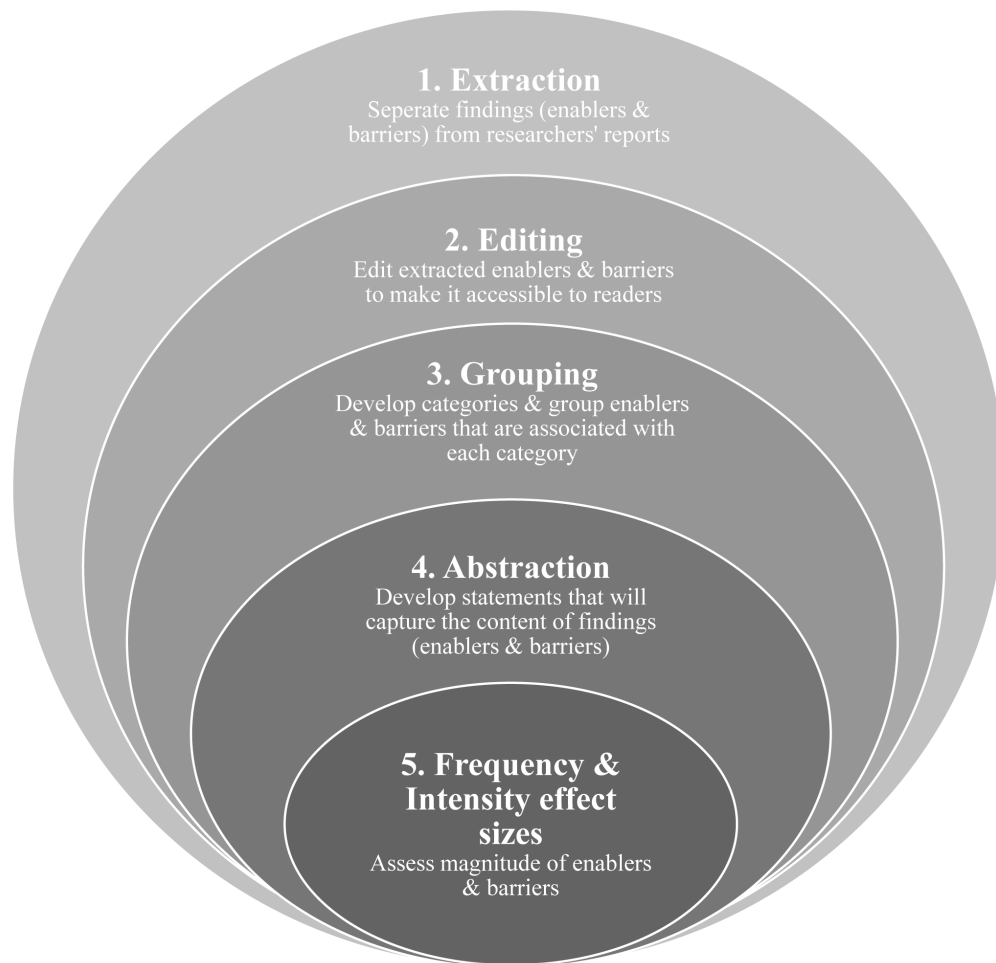 1. Extraction
Seperate findings (enablers &
barriers) from researchers' reports
2. Editing
Edit extracted enablers & barriers
to make it accessible to readers
3. Grouping
Develop categories & group enablers
& barriers that are associated with
each category
4. Abstraction
Develop statements that will
capture the content of findings
(enablers & barriers)
5. Frequency &
Intensity effect
sizes
Assess magnitude of enablers
& barriers